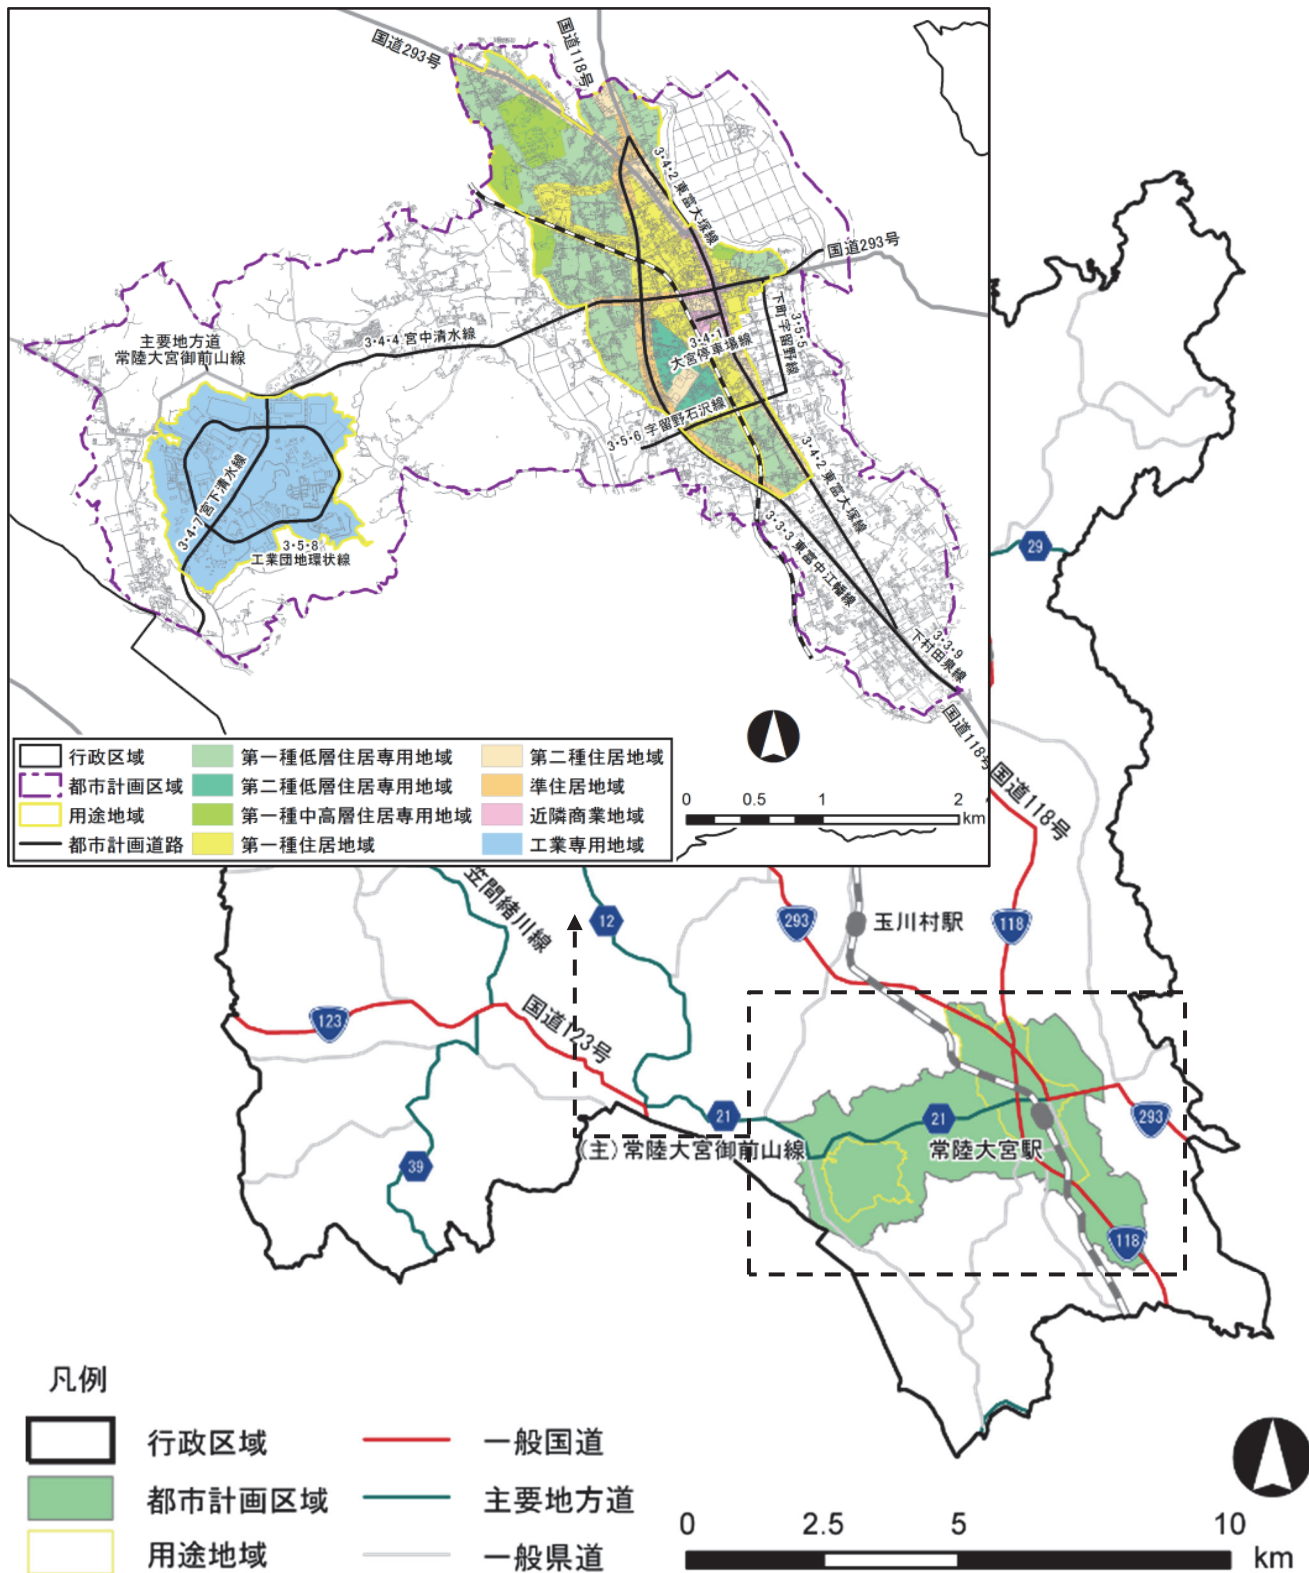 国道293号
国道118号
3・4・2 東富大塚線
国道293号
主要地方道
常陸大宮御前山線
3・4・4 宮中清水線
3・4・1
大宮停車場線
3・5・5
下町宇留野線
3・5・6 宇留野石沢線
3・4・2 東富大塚線
3・4・7 宮下清水線
3・5・8
工業団地環状線
3・3・3 東富中江幡線
3・3・9
下村田泉線
国道118号
行政区域
都市計画区域
用途地域
都市計画道路
第一種低層住居専用地域
第二種低層住居専用地域
第一種中高層住居専用地域
第一種住居地域
第二種住居地域
準住居地域
近隣商業地域
工業専用地域
0 0.5 1 2 km
29
国道118号
笠間緒川線
12
293
玉川村駅
118
123
国道123号
21
(主)常陸大宮御前山線
21
常陸大宮駅
293
39
118
凡例
行政区域
都市計画区域
用途地域
一般国道
主要地方道
一般県道
0 2.5 5 10
km